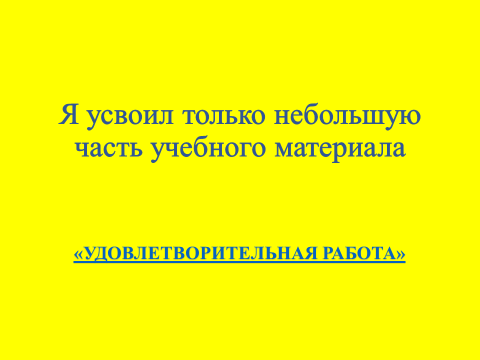 Я усвоил только небольшую
часть учебного материала
«УДОВЛЕТВОРИТЕЛЬНАЯ РАБОТА»